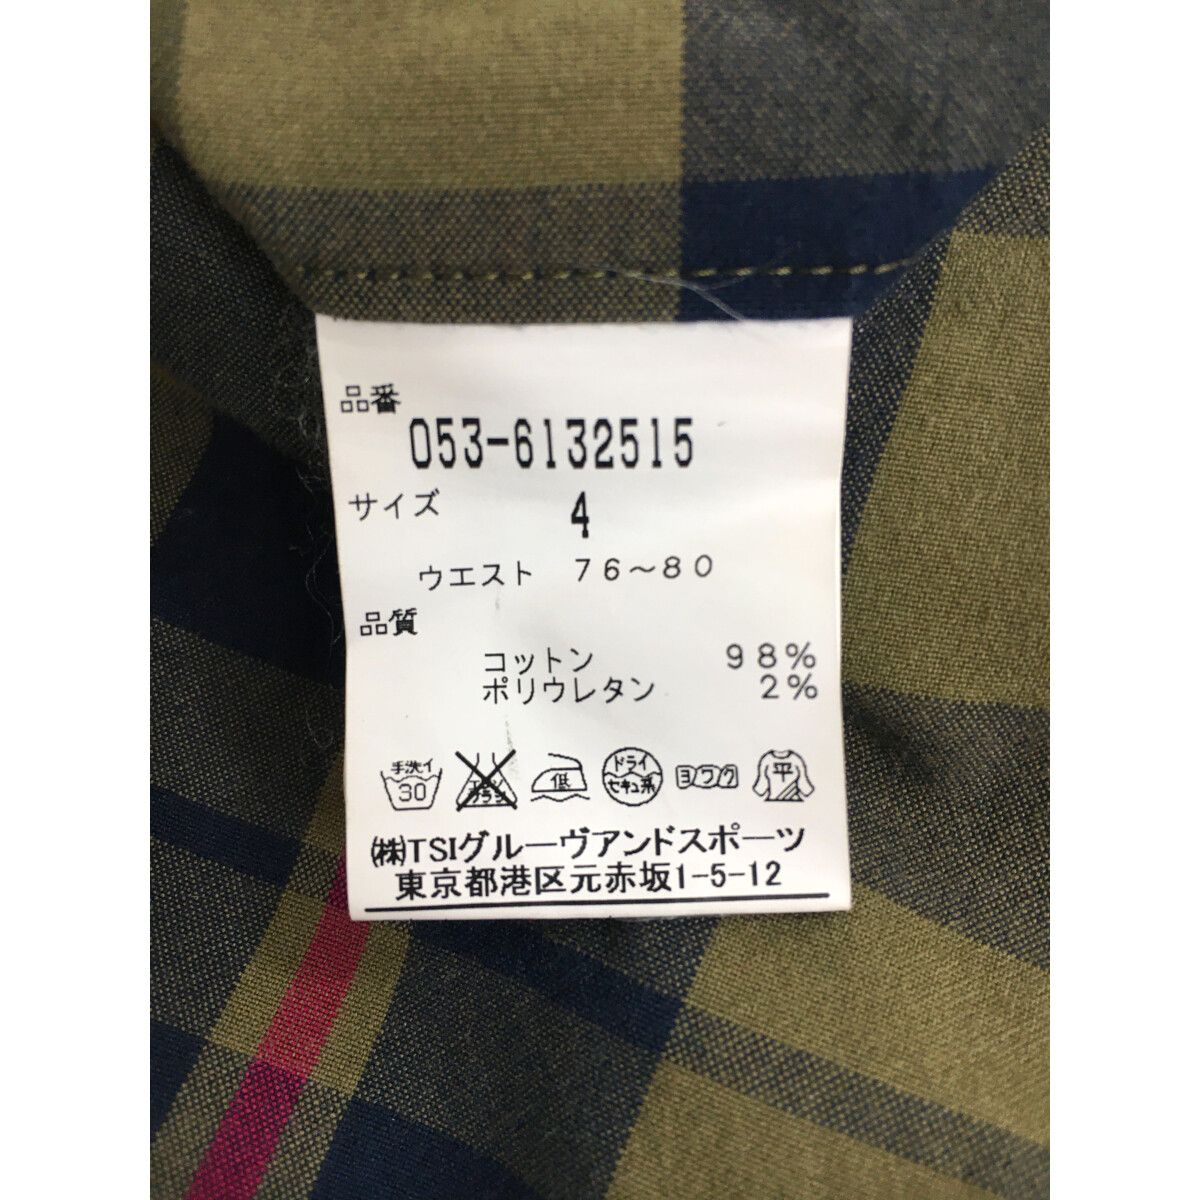 品番
053-6132515
サイズ 4
ウエスト 76～80
品質
コットン 98%
ポリウレタン 2%
手洗イ 30 低 ドライ セキュ系 ヨワク 平
㈱TSIグルーヴアンドスポーツ
東京都港区元赤坂1-5-12